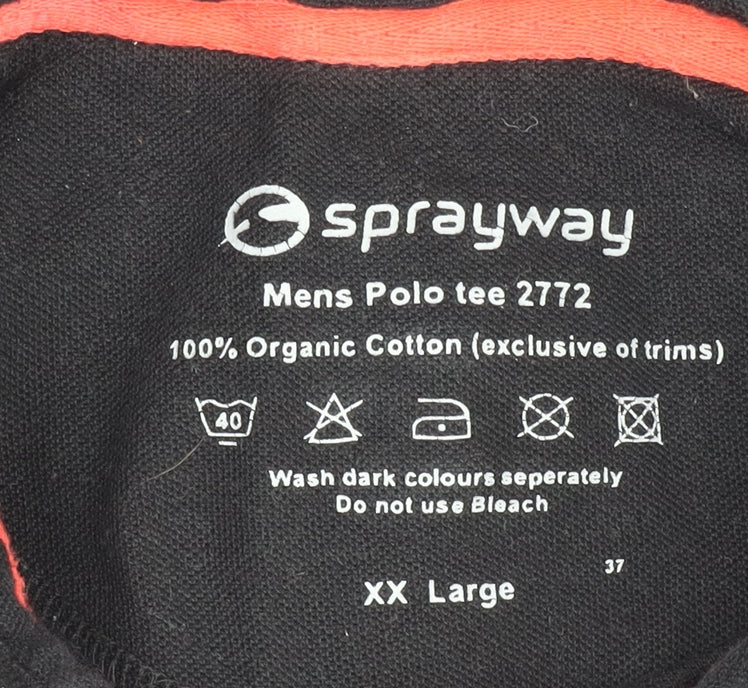 sprayway
Mens Polo tee 2772
100% Organic Cotton (exclusive of trims)
40
Wash dark colours seperately
Do not use Bleach
37
XX Large